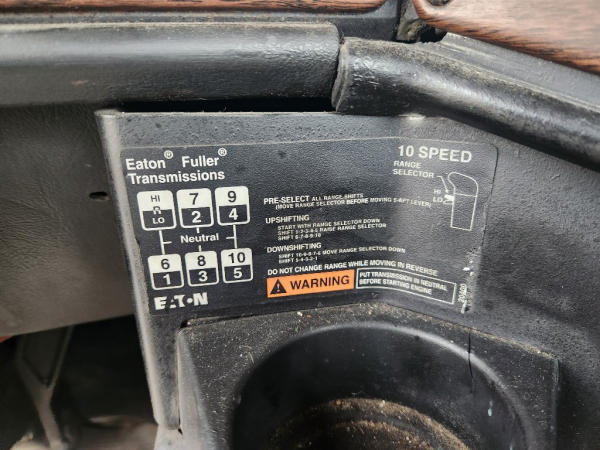 Eaton® Fuller®
Transmissions
HI
R
LO
7
2
9
4
Neutral
6
1
8
3
10
5
EATON
10 SPEED
RANGE
SELECTOR
HI
LO
PRE-SELECT ALL RANGE SHIFTS
(MOVE RANGE SELECTOR BEFORE MOVING SHIFT LEVER)
UPSHIFTING
START WITH RANGE SELECTOR DOWN
SHIFT 1-2-3-4-5 RAISE RANGE SELECTOR
SHIFT 6-7-8-9-10
DOWNSHIFTING
SHIFT 10-9-8-7-6 MOVE RANGE SELECTOR DOWN
SHIFT 5-4-3-2-1
DO NOT CHANGE RANGE WHILE MOVING IN REVERSE
WARNING
PUT TRANSMISSION IN NEUTRAL
BEFORE STARTING ENGINE